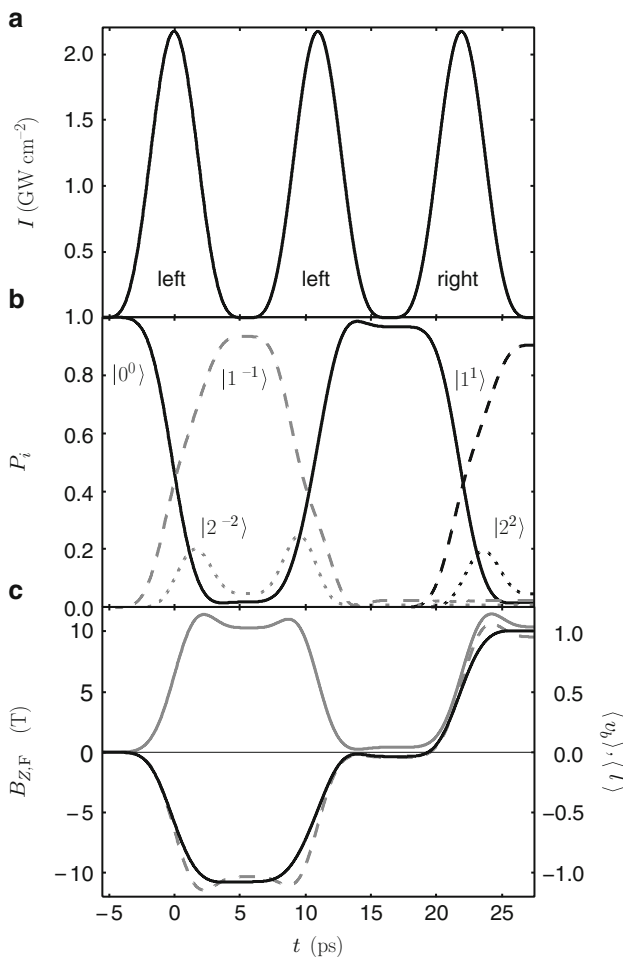 a
2.0
1.5
1.0
0.5
I (GW cm⁻²)
left
left
right
b
1.0
0.8
0.6
0.4
0.2
0.0
P_i
|0⁰⟩
|1⁻¹⟩
|1¹⟩
|2⁻²⟩
|2²⟩
c
10
5
0
−5
−10
B_Z,F (T)
1.0
0.5
0.0
−0.5
−1.0
⟨l⟩, ⟨v_b⟩
−5
0
5
10
15
20
25
t (ps)